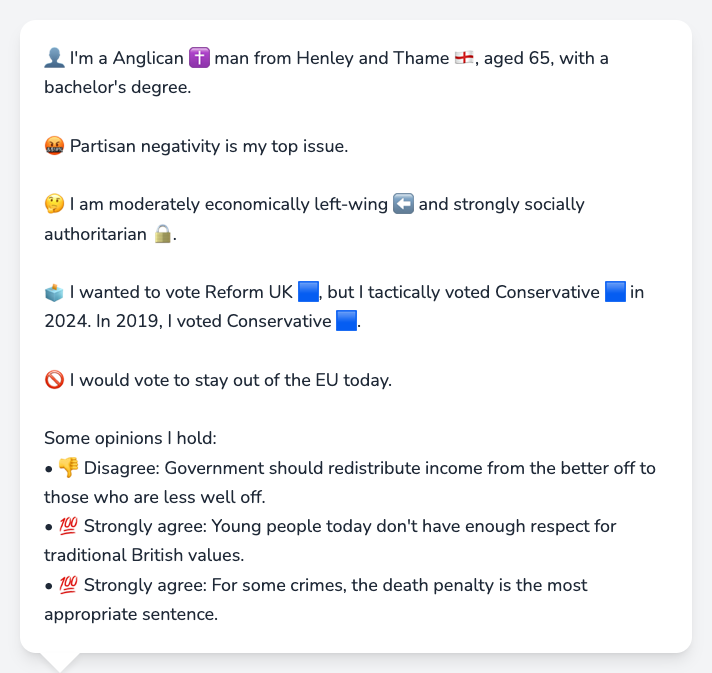 👤 I'm a Anglican ✝️ man from Henley and Thame 🏴󠁧󠁢󠁥󠁮󠁧󠁿, aged 65, with a
bachelor's degree.
🤬 Partisan negativity is my top issue.
🤔 I am moderately economically left-wing ⬅️ and strongly socially
authoritarian 🔒.
🗳️ I wanted to vote Reform UK 🟦, but I tactically voted Conservative 🟦 in
2024. In 2019, I voted Conservative 🟦.
🚫 I would vote to stay out of the EU today.
Some opinions I hold:
• 👎 Disagree: Government should redistribute income from the better off to
those who are less well off.
• 💯 Strongly agree: Young people today don't have enough respect for
traditional British values.
• 💯 Strongly agree: For some crimes, the death penalty is the most
appropriate sentence.